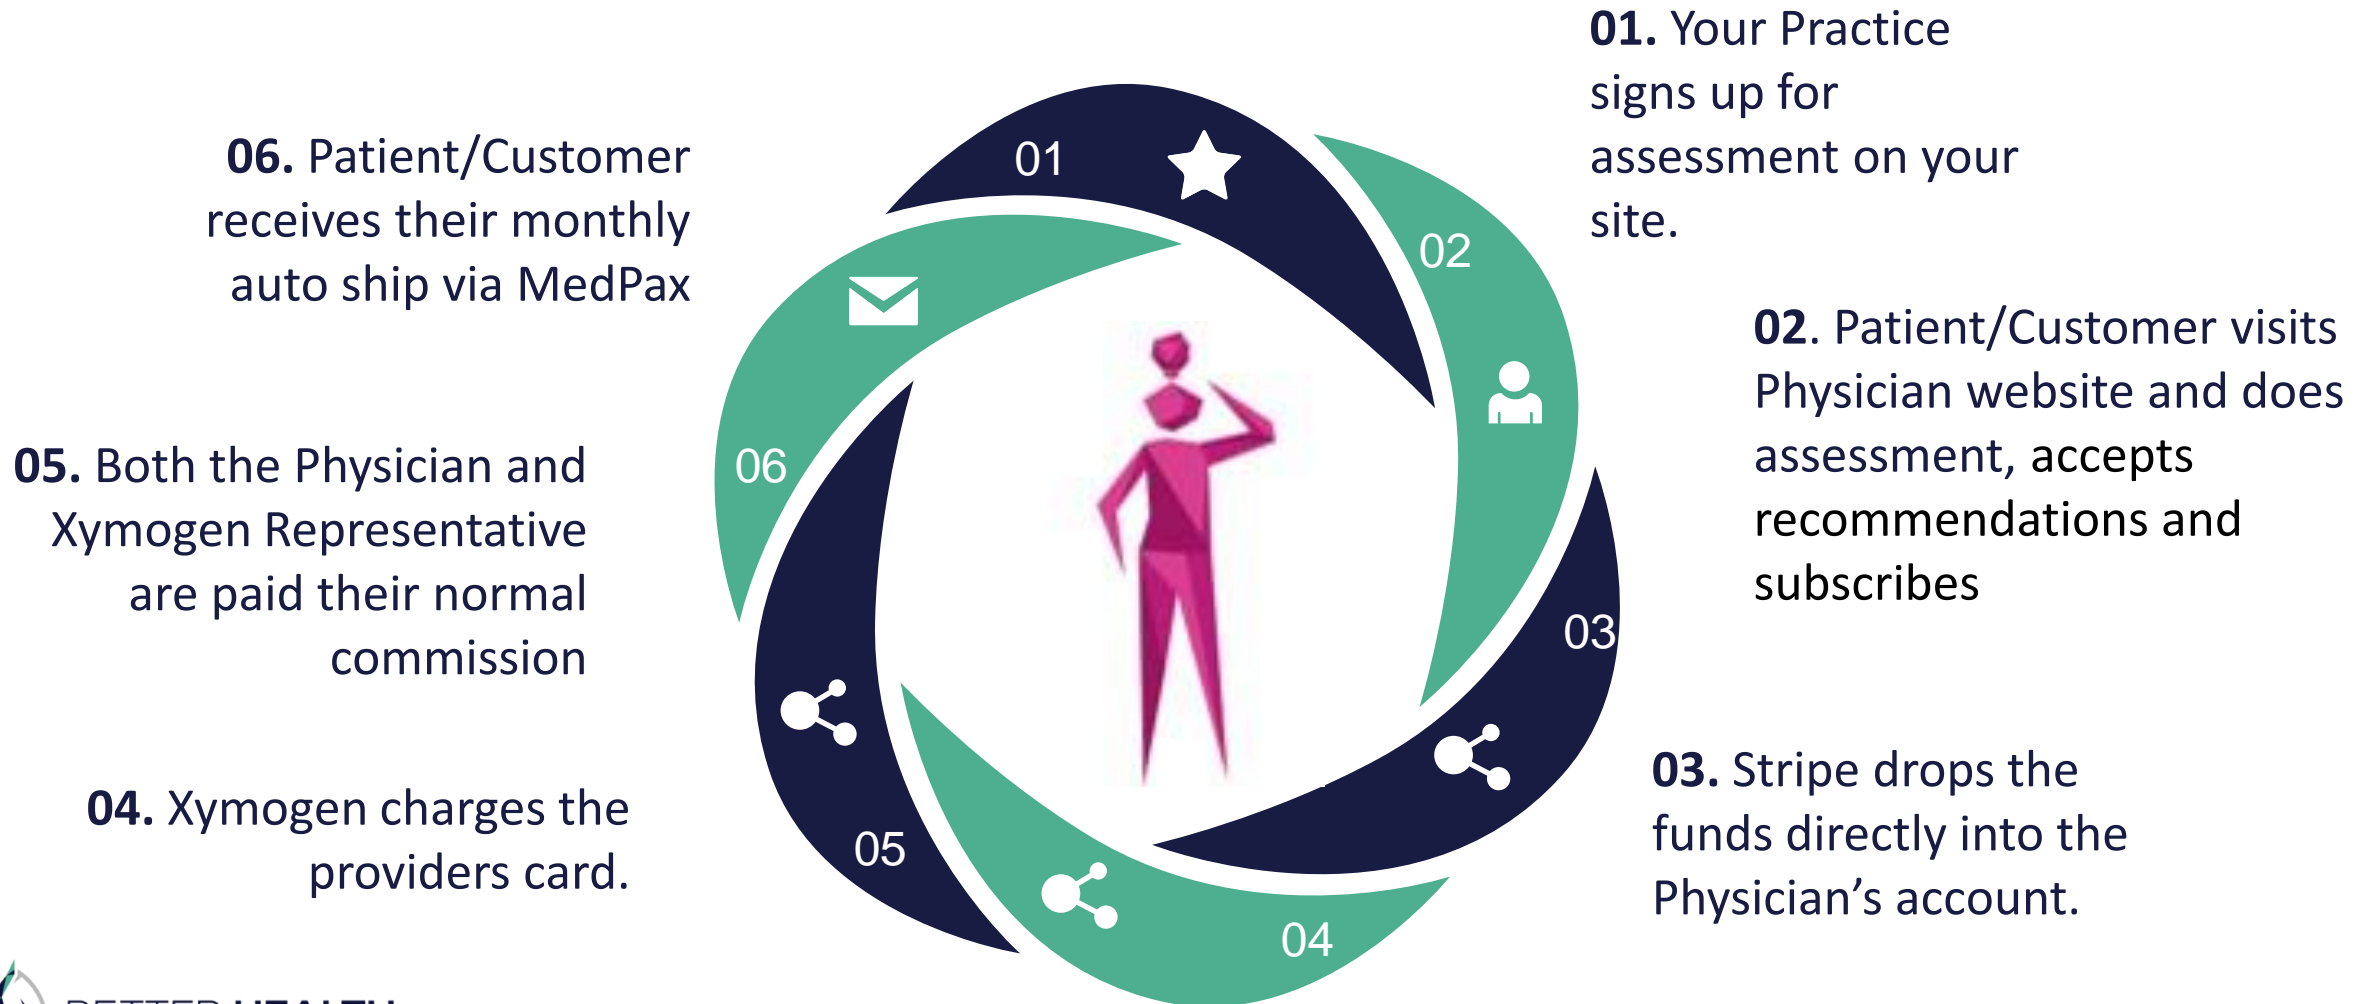 01. Your Practice
signs up for
assessment on your
site.
02. Patient/Customer visits
Physician website and does
assessment, accepts
recommendations and
subscribes
03. Stripe drops the
funds directly into the
Physician’s account.
04. Xymogen charges the
providers card.
05. Both the Physician and
Xymogen Representative
are paid their normal
commission
06. Patient/Customer
receives their monthly
auto ship via MedPax
01
02
03
04
05
06
BETTER HEALTH